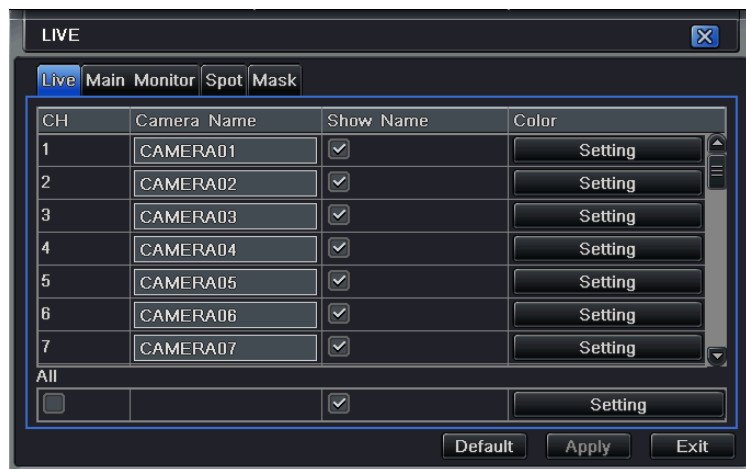 LIVE
Live Main Monitor Spot Mask
CH Camera Name Show Name Color
1 CAMERA01 Setting
2 CAMERA02 Setting
3 CAMERA03 Setting
4 CAMERA04 Setting
5 CAMERA05 Setting
6 CAMERA06 Setting
7 CAMERA07 Setting
All
Setting
Default Apply Exit